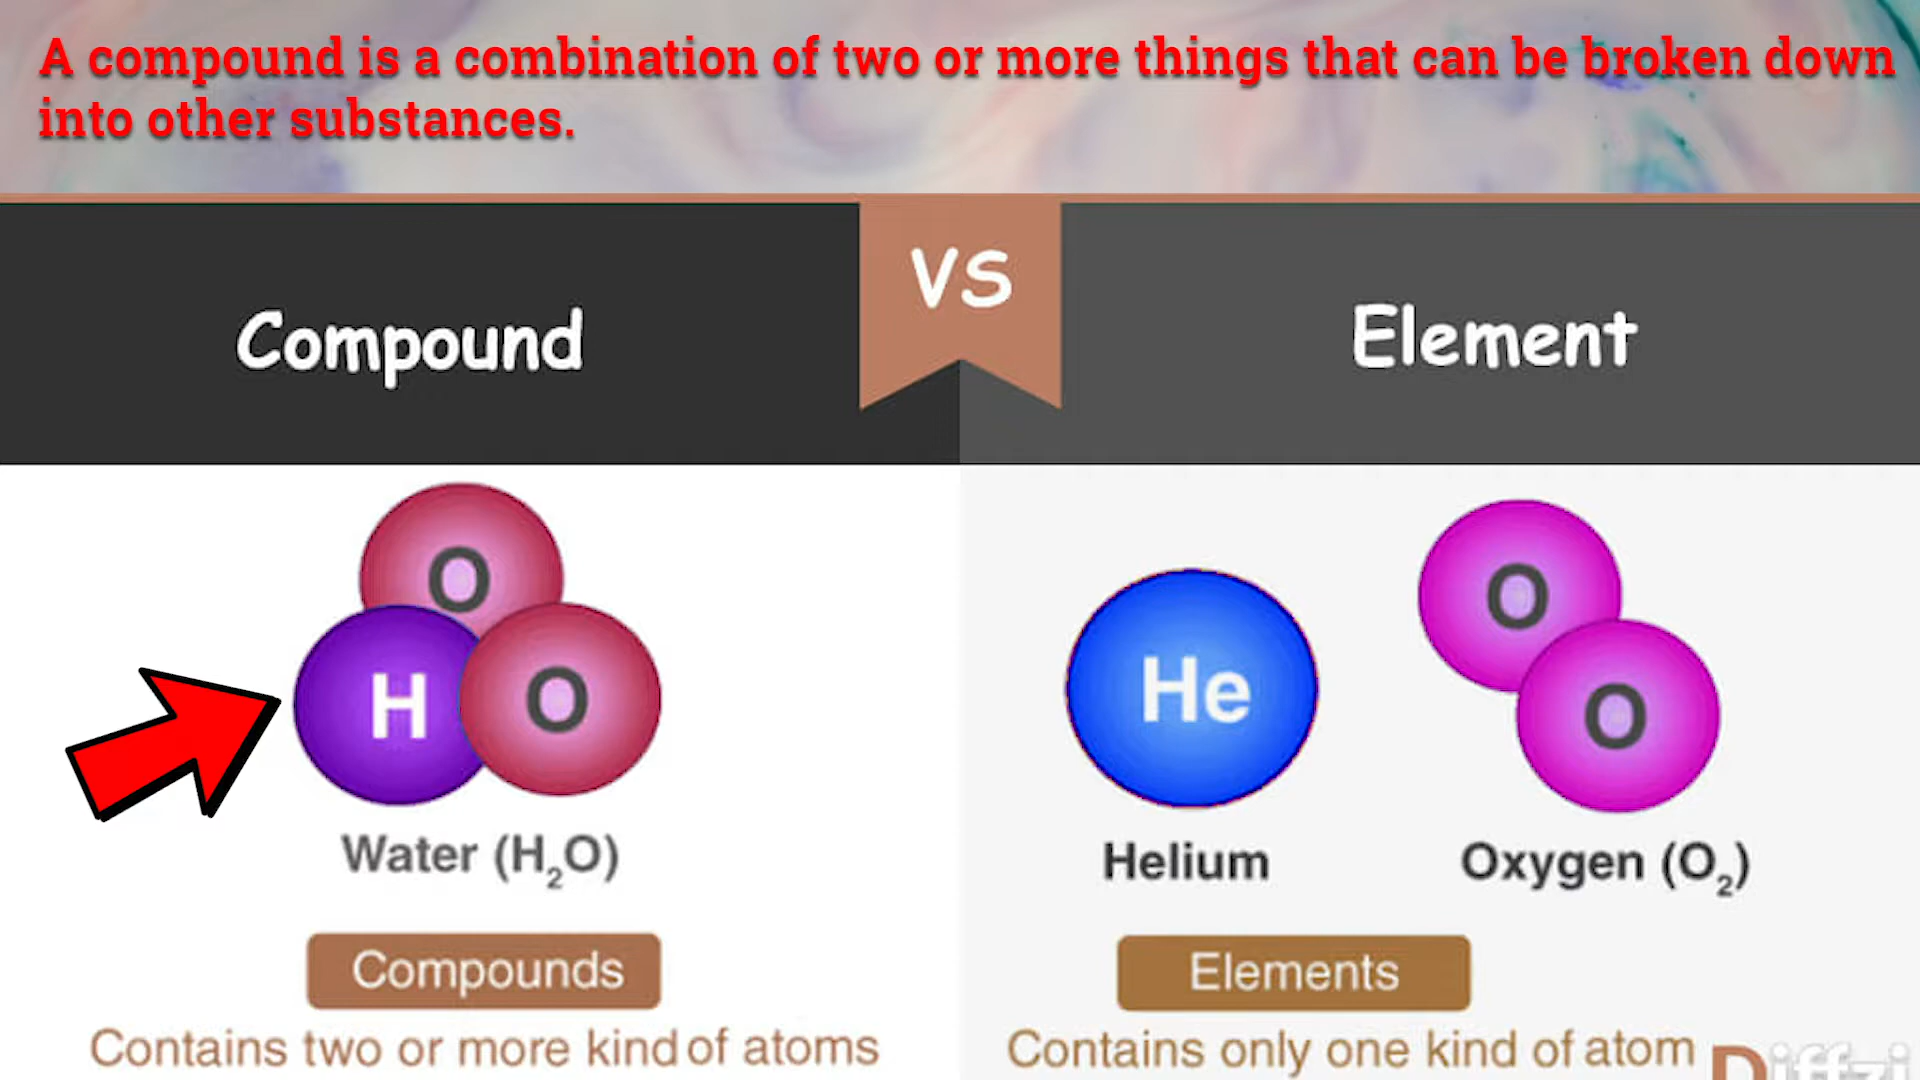 A compound is a combination of two or more things that can be broken down
into other substances.
VS
Compound
Element
O
H
O
He
O
O
Water (H₂O)
Helium
Oxygen (O₂)
Compounds
Elements
Contains two or more kind of atoms
Contains only one kind of atom
Diffzi